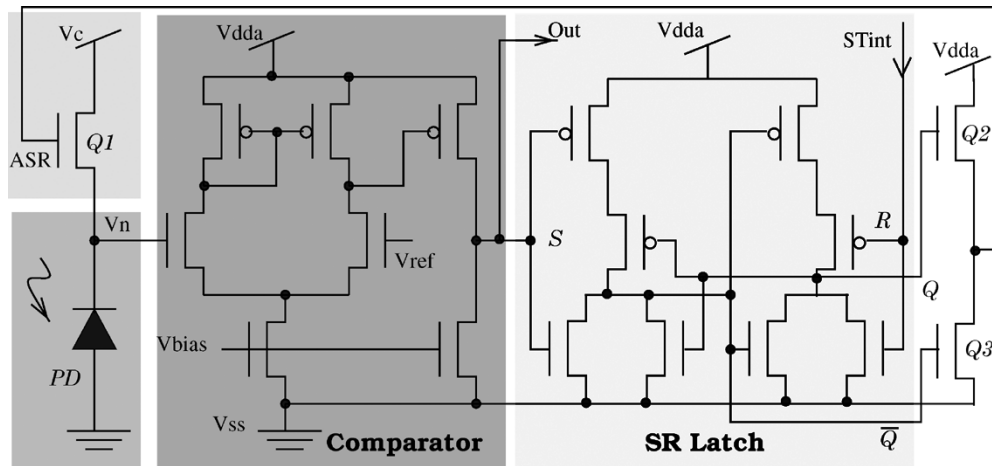 Vc
Vdda
Out
Vdda
STint
Vdda
Q1
ASR
Q2
Vn
Vref
S
R
Q
Vbias
PD
Q3
Vss
Comparator
SR Latch
Q̅